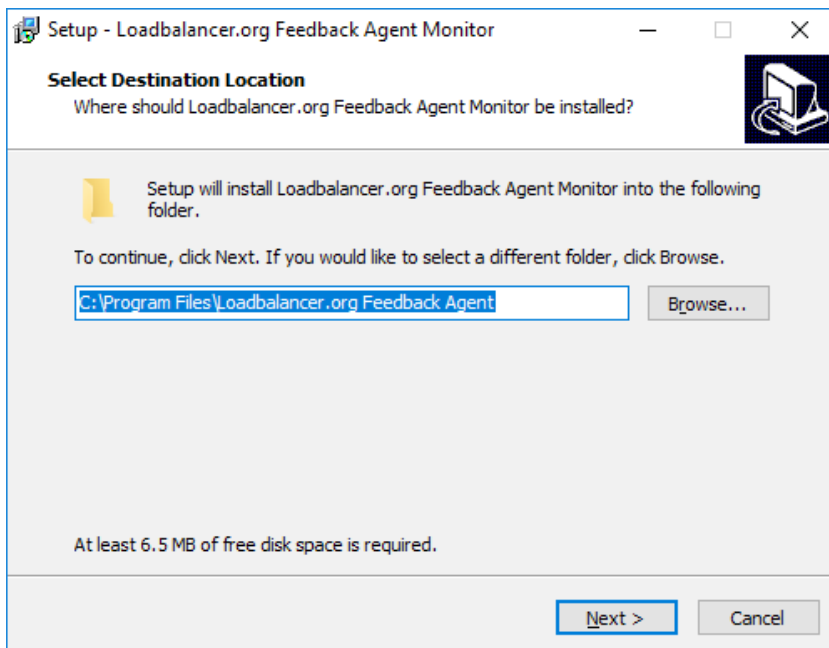 Setup - Loadbalancer.org Feedback Agent Monitor
Select Destination Location
Where should Loadbalancer.org Feedback Agent Monitor be installed?
Setup will install Loadbalancer.org Feedback Agent Monitor into the following
folder.
To continue, click Next. If you would like to select a different folder, click Browse.
C:\Program Files\Loadbalancer.org Feedback Agent
Browse...
At least 6.5 MB of free disk space is required.
Next >
Cancel